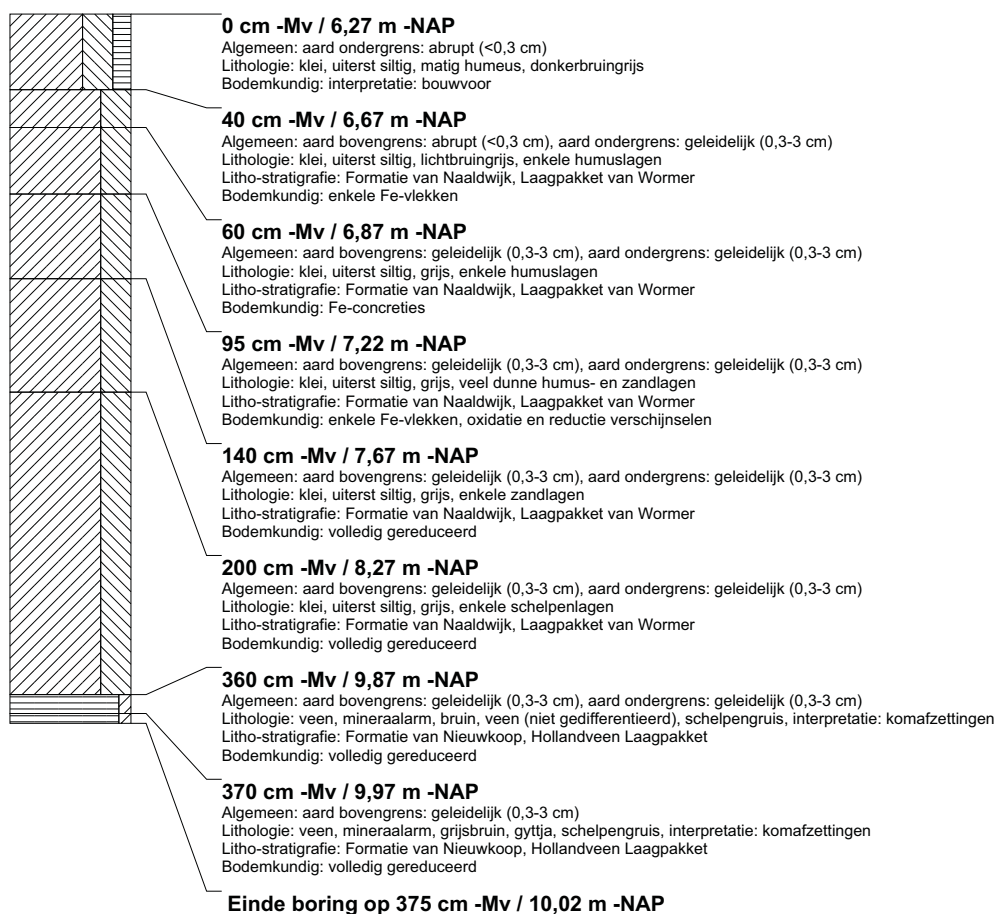 0 cm -Mv / 6,27 m -NAP
Algemeen: aard ondergrens: abrupt (<0,3 cm)
Lithologie: klei, uiterst siltig, matig humeus, donkerbruingrijs
Bodemkundig: interpretatie: bouwvoor
40 cm -Mv / 6,67 m -NAP
Algemeen: aard bovengrens: abrupt (<0,3 cm), aard ondergrens: geleidelijk (0,3-3 cm)
Lithologie: klei, uiterst siltig, lichtbruingrijs, enkele humuslagen
Litho-stratigrafie: Formatie van Naaldwijk, Laagpakket van Wormer
Bodemkundig: enkele Fe-vlekken
60 cm -Mv / 6,87 m -NAP
Algemeen: aard bovengrens: geleidelijk (0,3-3 cm), aard ondergrens: geleidelijk (0,3-3 cm)
Lithologie: klei, uiterst siltig, grijs, enkele humuslagen
Litho-stratigrafie: Formatie van Naaldwijk, Laagpakket van Wormer
Bodemkundig: Fe-concreties
95 cm -Mv / 7,22 m -NAP
Algemeen: aard bovengrens: geleidelijk (0,3-3 cm), aard ondergrens: geleidelijk (0,3-3 cm)
Lithologie: klei, uiterst siltig, grijs, veel dunne humus- en zandlagen
Litho-stratigrafie: Formatie van Naaldwijk, Laagpakket van Wormer
Bodemkundig: enkele Fe-vlekken, oxidatie en reductie verschijnselen
140 cm -Mv / 7,67 m -NAP
Algemeen: aard bovengrens: geleidelijk (0,3-3 cm), aard ondergrens: geleidelijk (0,3-3 cm)
Lithologie: klei, uiterst siltig, grijs, enkele zandlagen
Litho-stratigrafie: Formatie van Naaldwijk, Laagpakket van Wormer
Bodemkundig: volledig gereduceerd
200 cm -Mv / 8,27 m -NAP
Algemeen: aard bovengrens: geleidelijk (0,3-3 cm), aard ondergrens: geleidelijk (0,3-3 cm)
Lithologie: klei, uiterst siltig, grijs, enkele schelpenlagen
Litho-stratigrafie: Formatie van Naaldwijk, Laagpakket van Wormer
Bodemkundig: volledig gereduceerd
360 cm -Mv / 9,87 m -NAP
Algemeen: aard bovengrens: geleidelijk (0,3-3 cm), aard ondergrens: geleidelijk (0,3-3 cm)
Lithologie: veen, mineraalarm, bruin, veen (niet gedifferentieerd), schelpengruis, interpretatie: komafzettingen
Litho-stratigrafie: Formatie van Nieuwkoop, Hollandveen Laagpakket
Bodemkundig: volledig gereduceerd
370 cm -Mv / 9,97 m -NAP
Algemeen: aard bovengrens: geleidelijk (0,3-3 cm)
Lithologie: veen, mineraalarm, grijsbruin, gyttja, schelpengruis, interpretatie: komafzettingen
Litho-stratigrafie: Formatie van Nieuwkoop, Hollandveen Laagpakket
Bodemkundig: volledig gereduceerd
Einde boring op 375 cm -Mv / 10,02 m -NAP